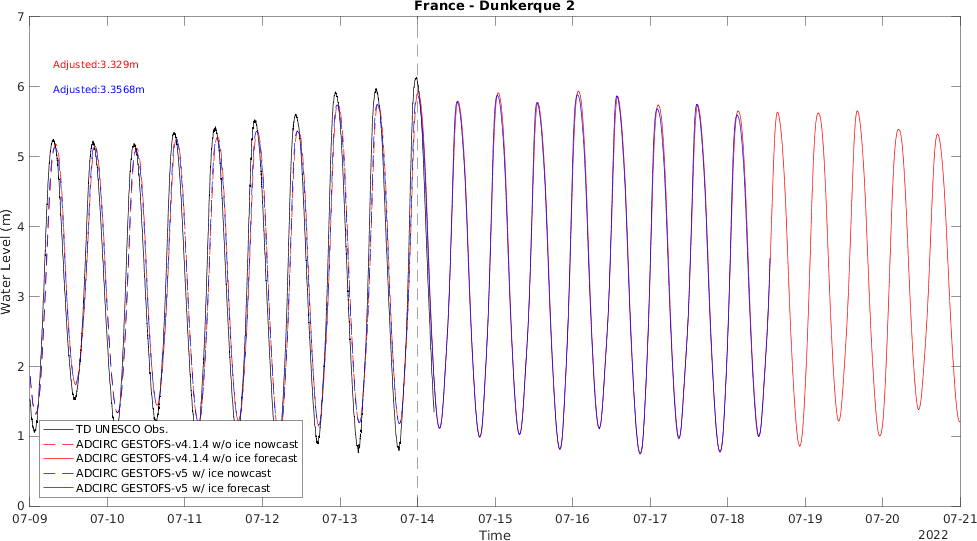 France - Dunkerque 2
7
6
5
4
3
2
1
0
Water Level (m)
Adjusted:3.329m
Adjusted:3.3568m
TD UNESCO Obs.
ADCIRC GESTOFS-v4.1.4 w/o ice nowcast
ADCIRC GESTOFS-v4.1.4 w/o ice forecast
ADCIRC GESTOFS-v5 w/ ice nowcast
ADCIRC GESTOFS-v5 w/ ice forecast
07-09 07-10 07-11 07-12 07-13 07-14 07-15 07-16 07-17 07-18 07-19 07-20 07-21
Time
2022